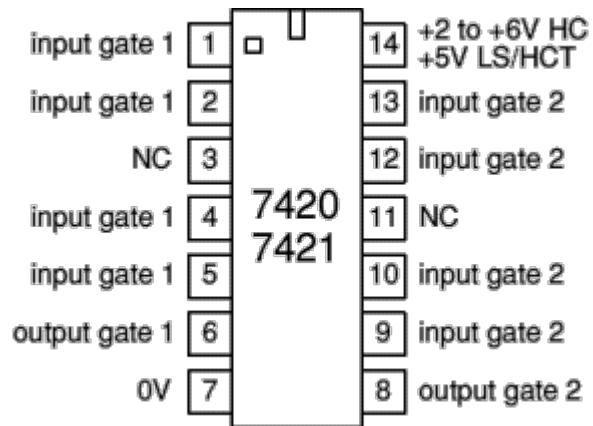 input gate 1 1
input gate 1 2
NC 3
input gate 1 4
input gate 1 5
output gate 1 6
0V 7
7420
7421
14 +2 to +6V HC
+5V LS/HCT
13 input gate 2
12 input gate 2
11 NC
10 input gate 2
9 input gate 2
8 output gate 2